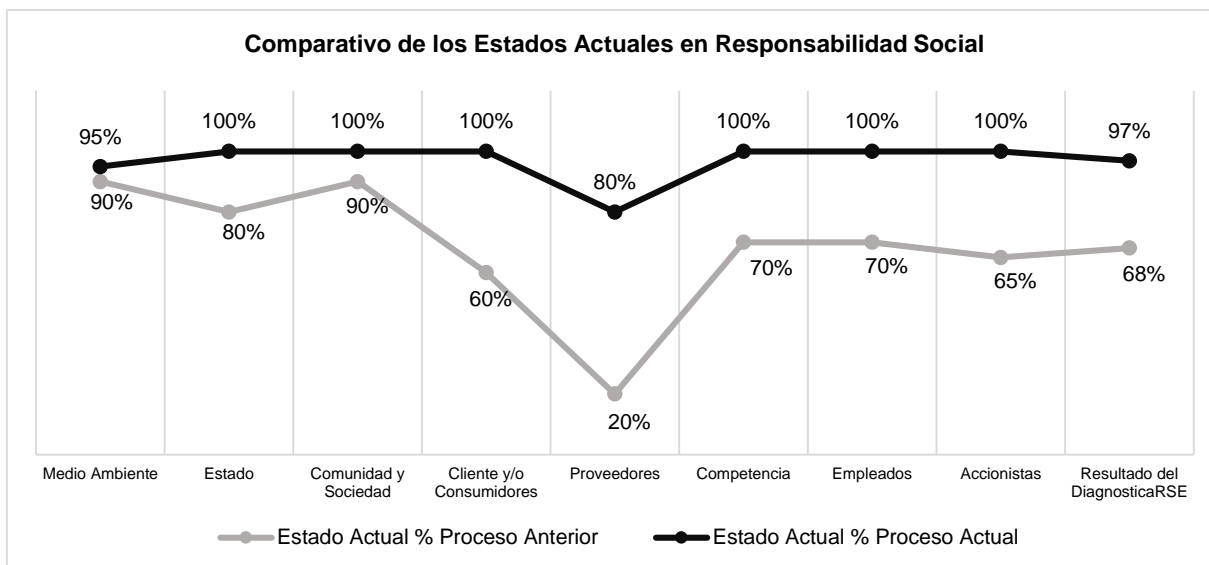 Comparativo de los Estados Actuales en Responsabilidad Social
95%
100%
100%
100%
80%
100%
100%
100%
97%
90%
80%
90%
60%
20%
70%
70%
65%
68%
Medio Ambiente
Estado
Comunidad y
Sociedad
Cliente y/o
Consumidores
Proveedores
Competencia
Empleados
Accionistas
Resultado del
DiagnosticaRSE
Estado Actual % Proceso Anterior
Estado Actual % Proceso Actual